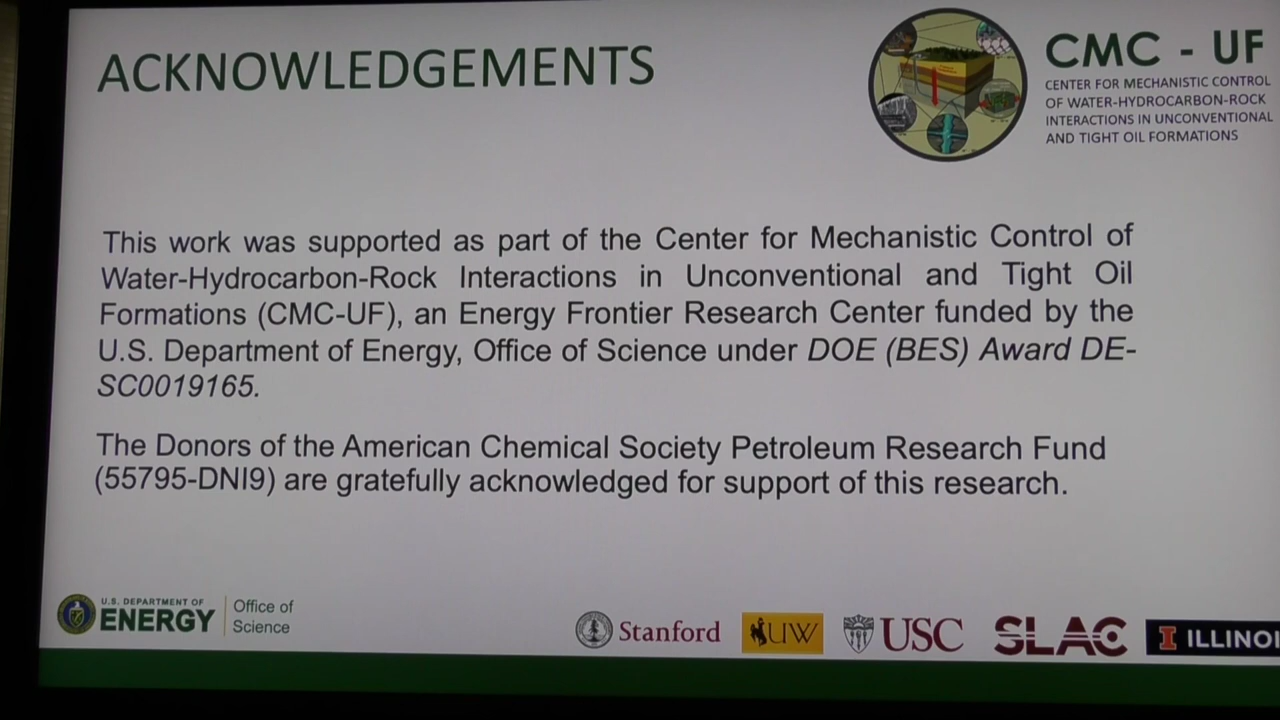 ACKNOWLEDGEMENTS
CMC - UF
CENTER FOR MECHANISTIC CONTROL
OF WATER-HYDROCARBON-ROCK
INTERACTIONS IN UNCONVENTIONAL
AND TIGHT OIL FORMATIONS
This work was supported as part of the Center for Mechanistic Control of
Water-Hydrocarbon-Rock Interactions in Unconventional and Tight Oil
Formations (CMC-UF), an Energy Frontier Research Center funded by the
U.S. Department of Energy, Office of Science under DOE (BES) Award DE-
SC0019165.
The Donors of the American Chemical Society Petroleum Research Fund
(55795-DNI9) are gratefully acknowledged for support of this research.
U.S. DEPARTMENT OF
ENERGY
Office of
Science
Stanford
UW
USC
SLAC
ILLINOI